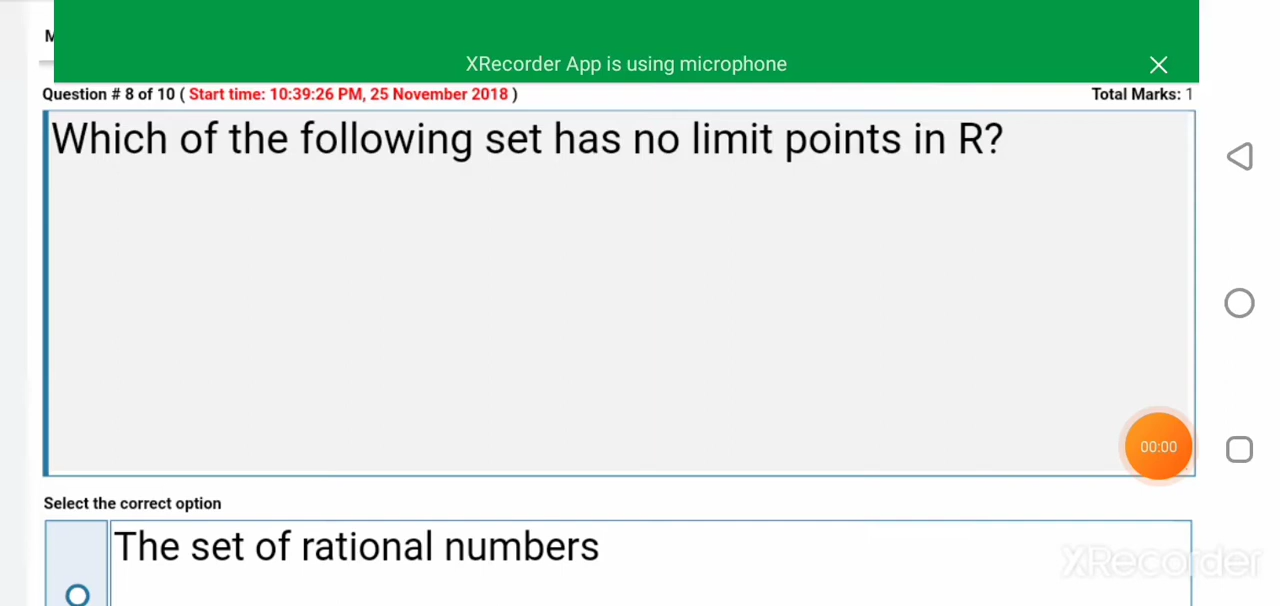 M
XRecorder App is using microphone
Question # 8 of 10 ( Start time: 10:39:26 PM, 25 November 2018 ) Total Marks: 1
Which of the following set has no limit points in R?
00:00
Select the correct option
The set of rational numbers
XRecorder